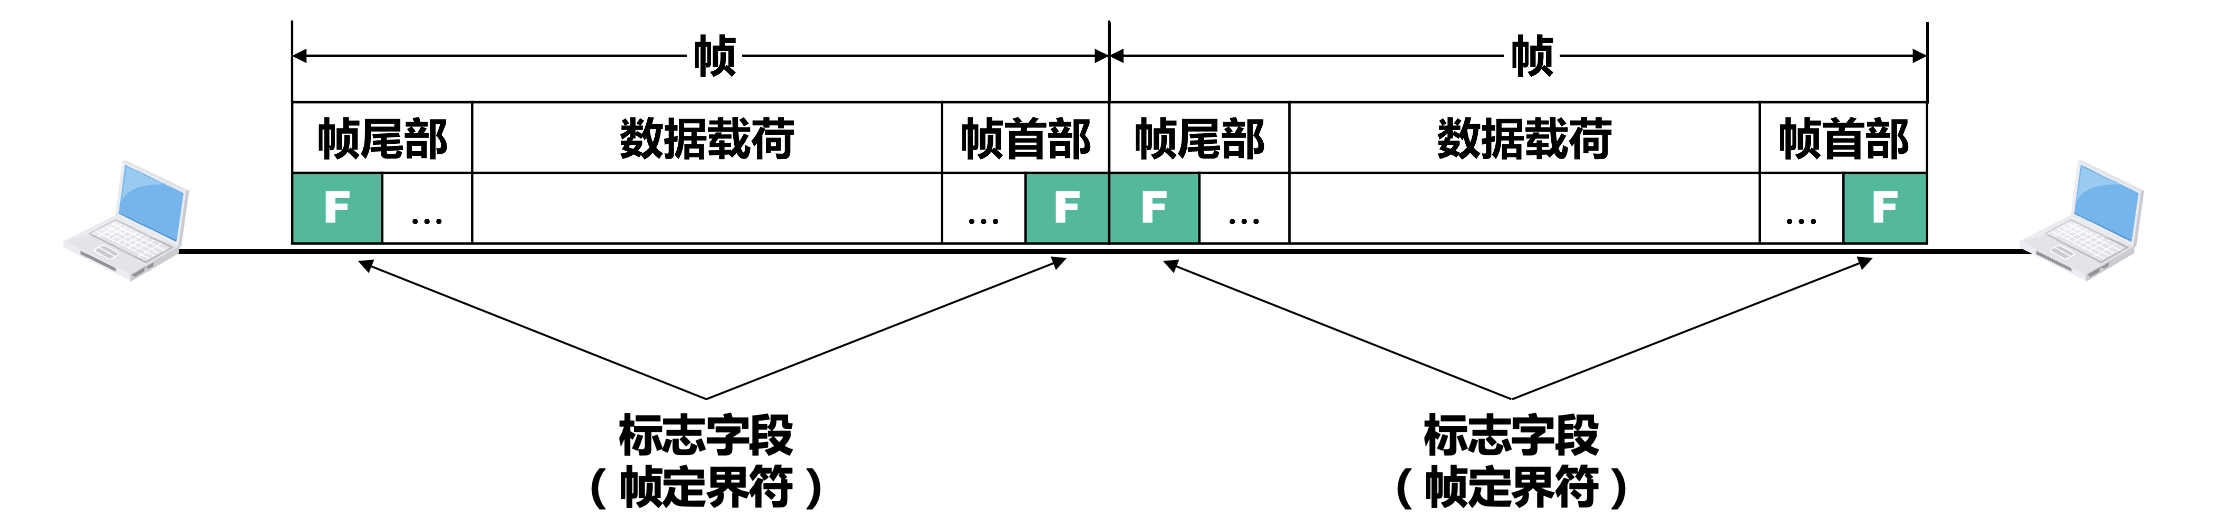 帧 帧
帧尾部 数据载荷 帧首部 帧尾部 数据载荷 帧首部
F … … F F … … F
标志字段 标志字段
（帧定界符） （帧定界符）